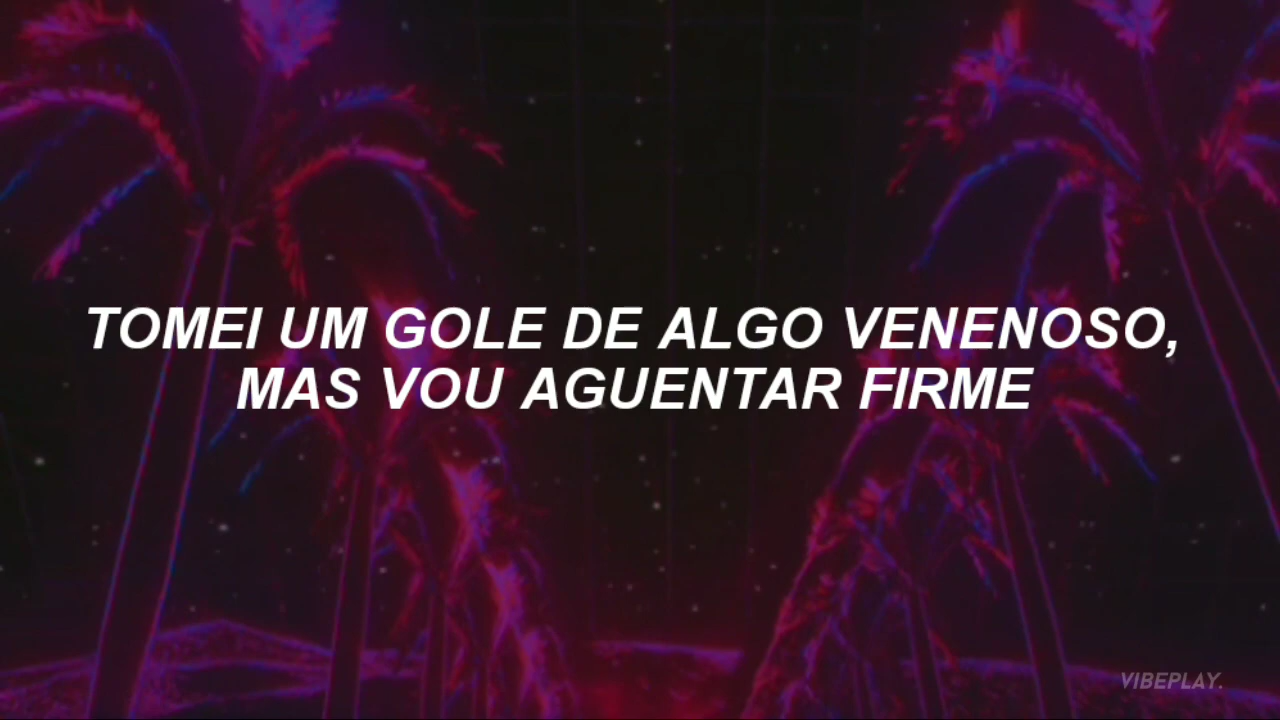 TOMEI UM GOLE DE ALGO VENENOSO,
MAS VOU AGUENTAR FIRME
VIBEPLAY.